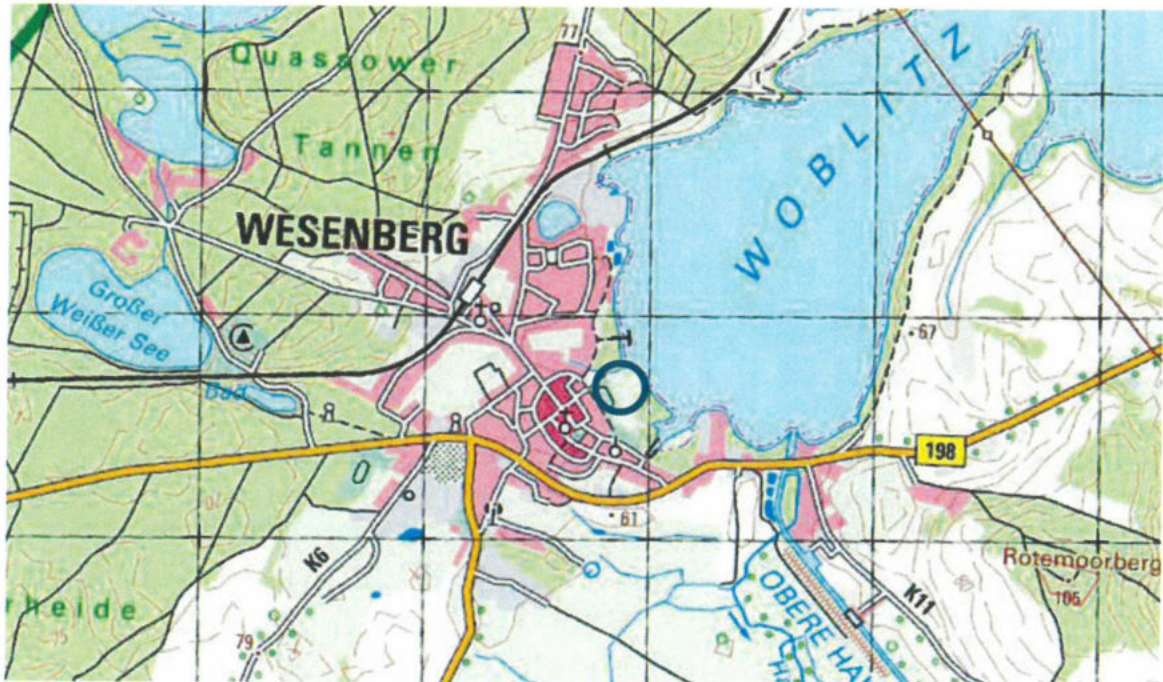 77
Quassower
Tannen
WOBLITZ
WESENBERG
Großer
Weißer See
67
Bad
198
61
K6
Rotemoorberg
105
OBERE HA
K11
rheide
79